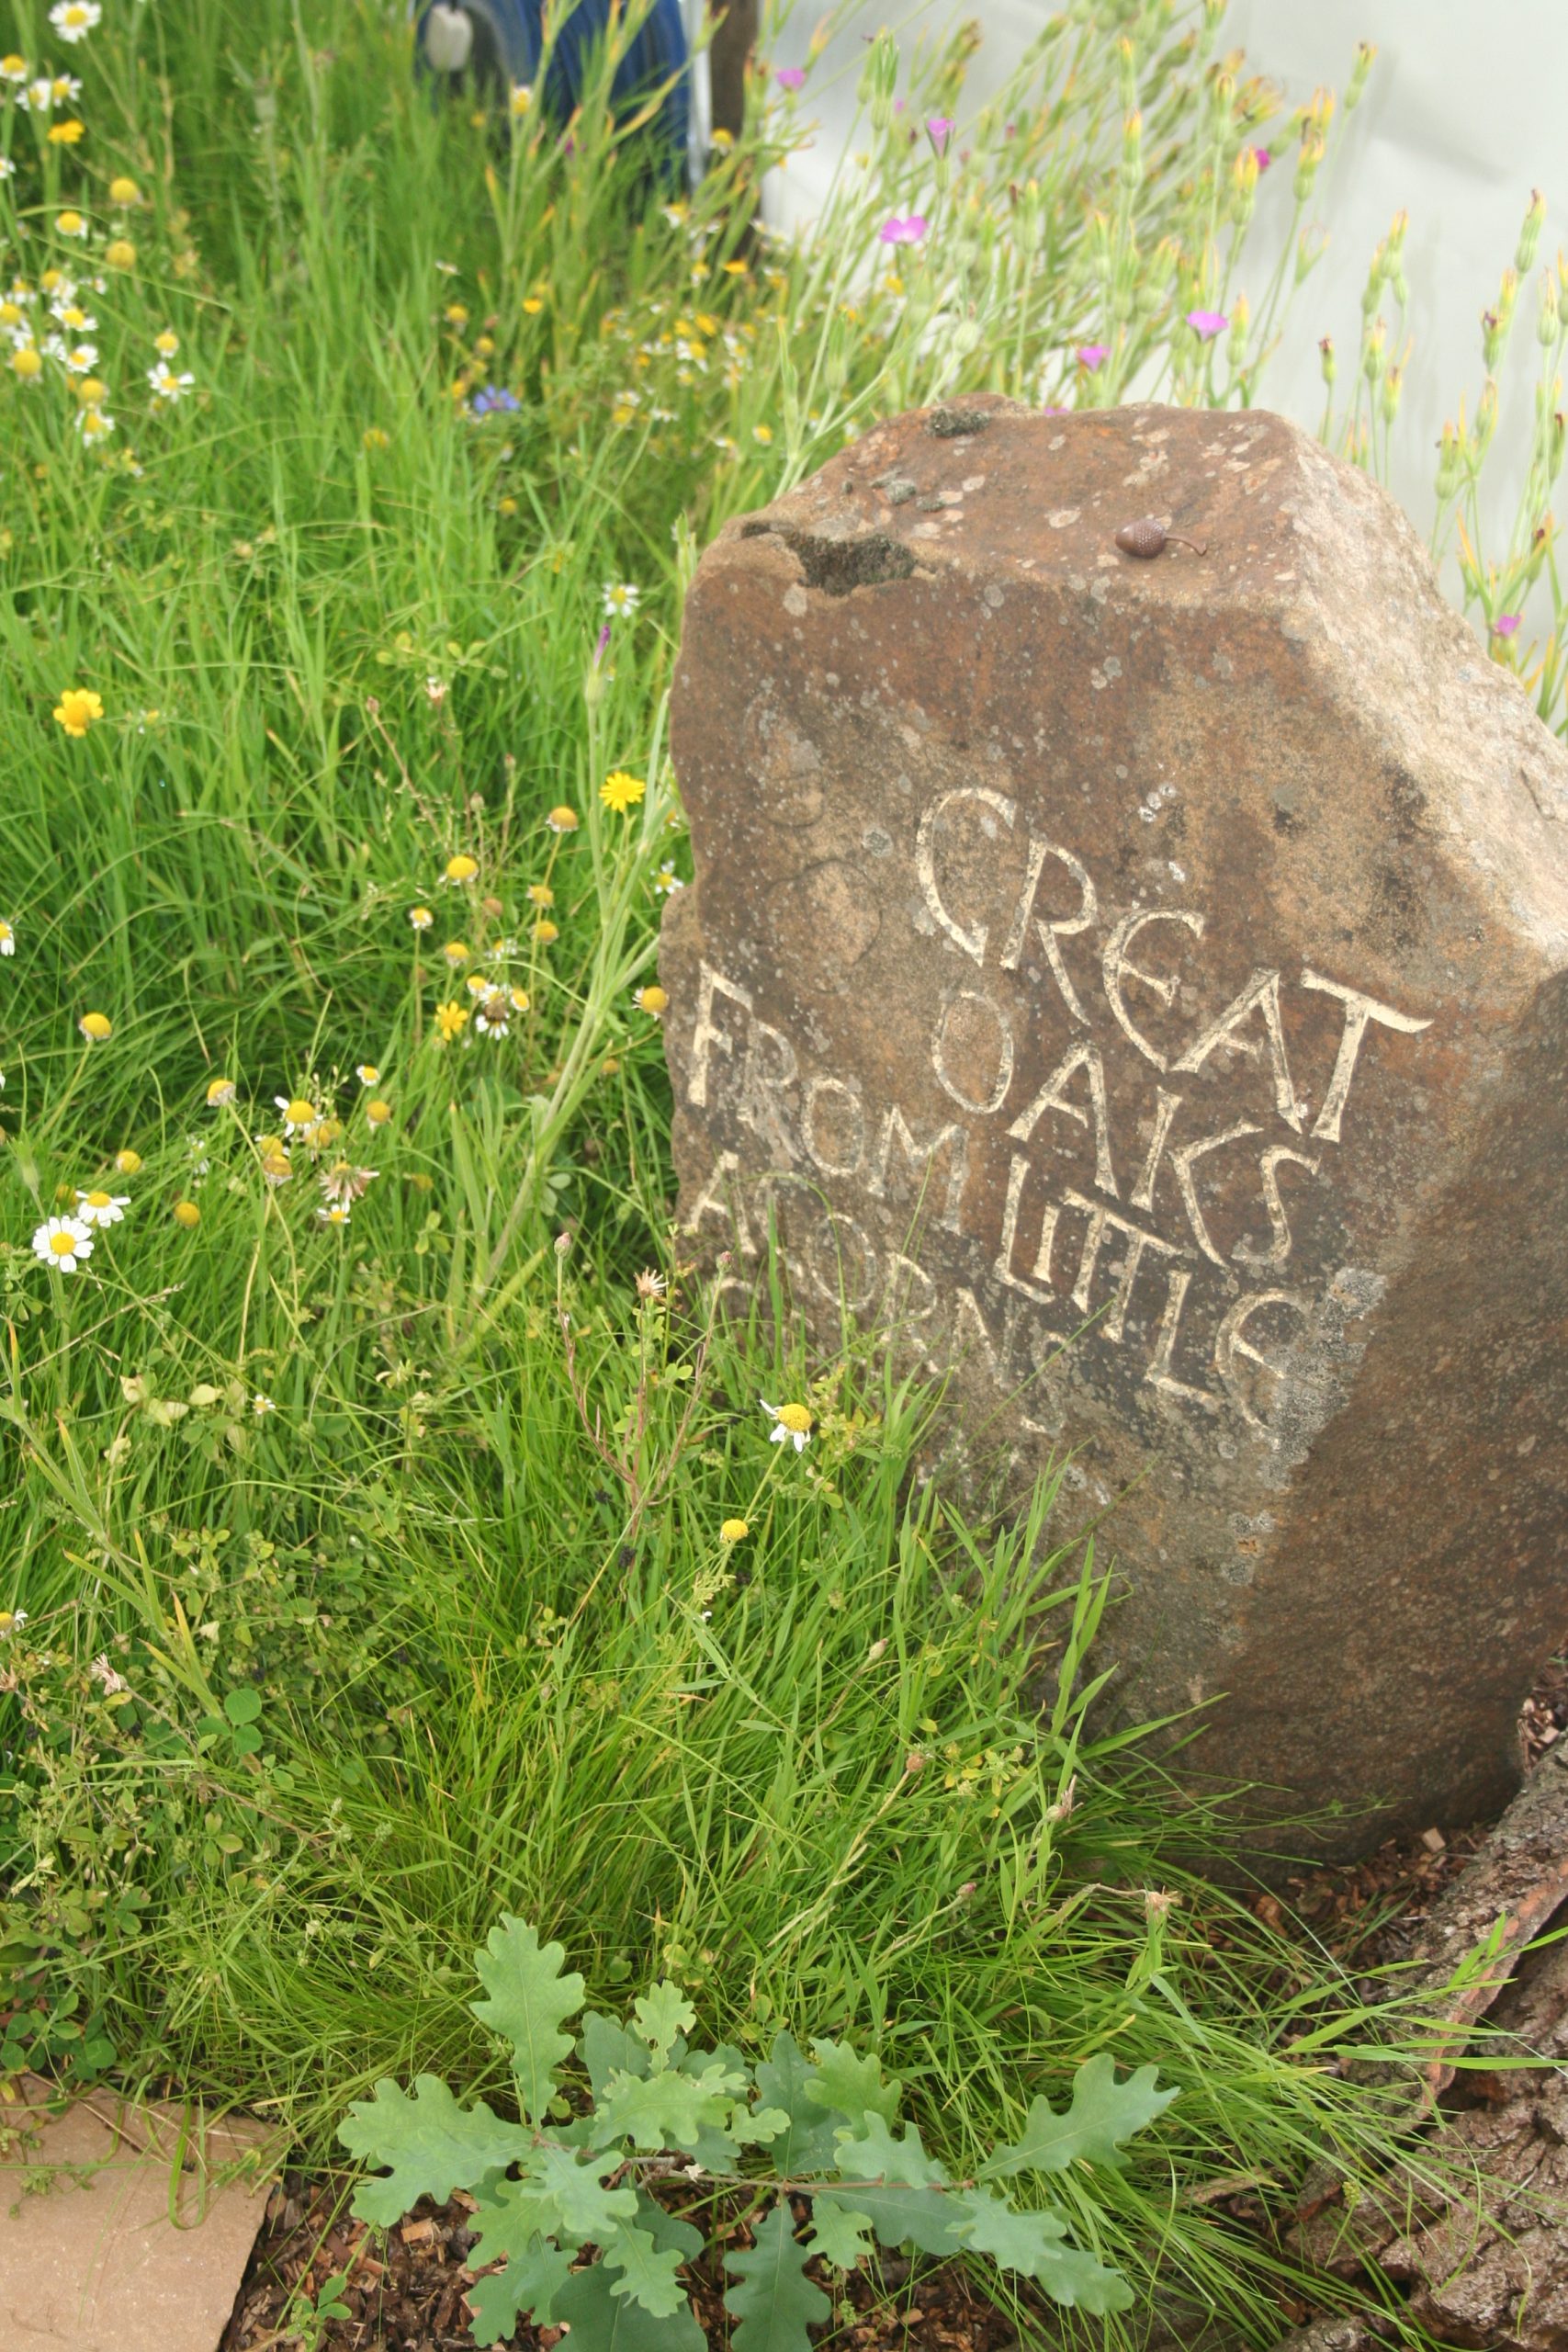 GREAT
OAKS
FROM LITTLE
ACORNS